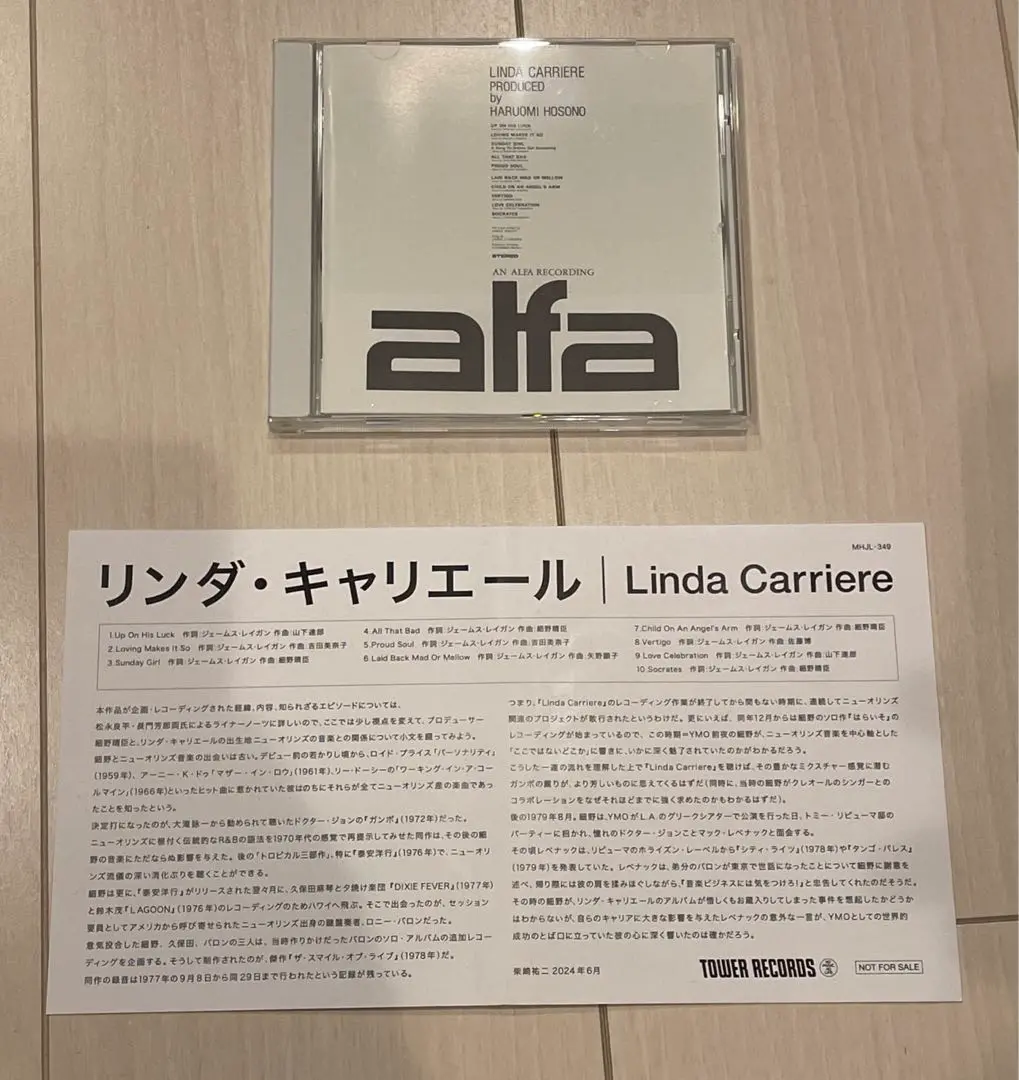 LINDA CARRIERE
PRODUCED
by
HARUOMI HOSONO
UP ON HIS LUCK
LOVING MAKES IT SO
SUNDAY GIRL
ALL THAT BAD
PROUD SOUL
LAID BACK MAD OR MELLOW
CHILD ON AN ANGEL'S ARM
VERTIGO
LOVE CELEBRATION
SOCRATES
STEREO
AN ALFA RECORDING
alfa
MHJL-349
リンダ・キャリエール | Linda Carriere
1.Up On His Luck 作詞:ジェームス・レイガン 作曲:山下達郎
2.Loving Makes It So 作詞:ジェームス・レイガン 作曲:吉田美奈子
3.Sunday Girl 作詞:ジェームス・レイガン 作曲:細野晴臣
4.All That Bad 作詞:ジェームス・レイガン 作曲:細野晴臣
5.Proud Soul 作詞:ジェームス・レイガン 作曲:吉田美奈子
6.Laid Back Mad Or Mellow 作詞:ジェームス・レイガン 作曲:矢野顕子
7.Child On An Angel's Arm 作詞:ジェームス・レイガン 作曲:細野晴臣
8.Vertigo 作詞:ジェームス・レイガン 作曲:佐藤博
9.Love Celebration 作詞:ジェームス・レイガン 作曲:山下達郎
10.Socrates 作詞:ジェームス・レイガン 作曲:細野晴臣
本作品が企画・レコーディングされた経緯、内容、知られざるエピソードについては、
松永良平・長門芳郎両氏によるライナーノーツに詳しいので、ここでは少し視点を変えて、プロデューサー
細野晴臣と、リンダ・キャリエールの出生地ニューオリンズの音楽との関係について小文を綴ってみよう。
細野とニューオリンズ音楽の出会いは古い。デビュー前の若かりし頃から、ロイド・プライス「パーソナリティ」
(1959年)、アーニー・K・ドゥ「マザー・イン・ロウ」(1961年)、リー・ドーシーの「ワーキング・イン・ア・コー
ルマイン」(1966年)といったヒット曲に惹かれていた彼はのちにそれらが全てニューオリンズ産の楽曲であっ
たことを知ったという。
決定打になったのが、大滝詠一から勧められて聴いたドクター・ジョンの『ガンボ』(1972年)だった。
ニューオリンズに根付く伝統的なR&Bの語法を1970年代の感覚で再提示してみせた同作は、その後の細
野の音楽にただならぬ影響を与えた。後の「トロピカル三部作」、特に『泰安洋行』(1976年)で、ニューオリ
ンズ流儀の深い消化ぶりを聴くことができる。
細野は更に、『泰安洋行』がリリースされた翌々月に、久保田麻琴と夕焼け楽団『DIXIE FEVER』(1977年)
と鈴木茂『LAGOON』(1976年)のレコーディングのためハワイへ飛ぶ。そこで出会ったのが、セッション
要員としてアメリカから呼び寄せられたニューオリンズ出身の鍵盤奏者、ロニー・バロンだった。
意気投合した細野、久保田、バロンの三人は、当時作りかけだったバロンのソロ・アルバムの追加レコー
ディングを企画する。そうして制作されたのが、傑作『ザ・スマイル・オブ・ライフ』(1978年)だ。
同作の録音は1977年の9月8日から同29日まで行われたという記録が残っている。
つまり、『Linda Carriere』のレコーディング作業が終了してから間もない時期に、連続してニューオリンズ
関連のプロジェクトが敢行されたというわけだ。更にいえば、同年12月からは細野のソロ作『はらいそ』の
レコーディングが始まっているので、この時期=YMO前夜の細野が、ニューオリンズ音楽を中心軸とした
「ここではないどこか」の響きに、いかに深く魅了されていたのかがわかるだろう。
こうした一連の流れを理解した上で『Linda Carriere』を聴けば、その豊かなミクスチャー感覚に潜む
ガンボの薫りが、より芳しいものに思えてくるはずだ(同時に、当時の細野がクレオールのシンガーとの
コラボレーションをなぜそれほどまでに強く求めたのかもわかるはずだ)。
後の1979年8月。細野は、YMOがL.A.のグリークシアターで公演を行った日、トミー・リピューマ邸の
パーティーに招かれ、憧れのドクター・ジョンことマック・レベナックと面会する。
その頃レベナックは、リピューマのホライズン・レーベルから『シティ・ライツ』(1978年)や『タンゴ・パレス』
(1979年)を発表していた。レベナックは、弟分のバロンが東京で世話になったことについて細野に謝意を
述べ、帰り際には彼の肩を揉みほぐしながら、「音楽ビジネスには気をつけろ!」と忠告してくれたのだそうだ。
その時の細野が、リンダ・キャリエールのアルバムが惜しくもお蔵入りしてしまった事件を想起したかどうか
はわからないが、自らのキャリアに大きな影響を与えたレベナックの意外な一言が、YMOとしての世界的
成功のとば口に立っていた彼の心に深く響いたのは確かだろう。
柴崎祐二 2024年6月
TOWER RECORDS
NOT FOR SALE